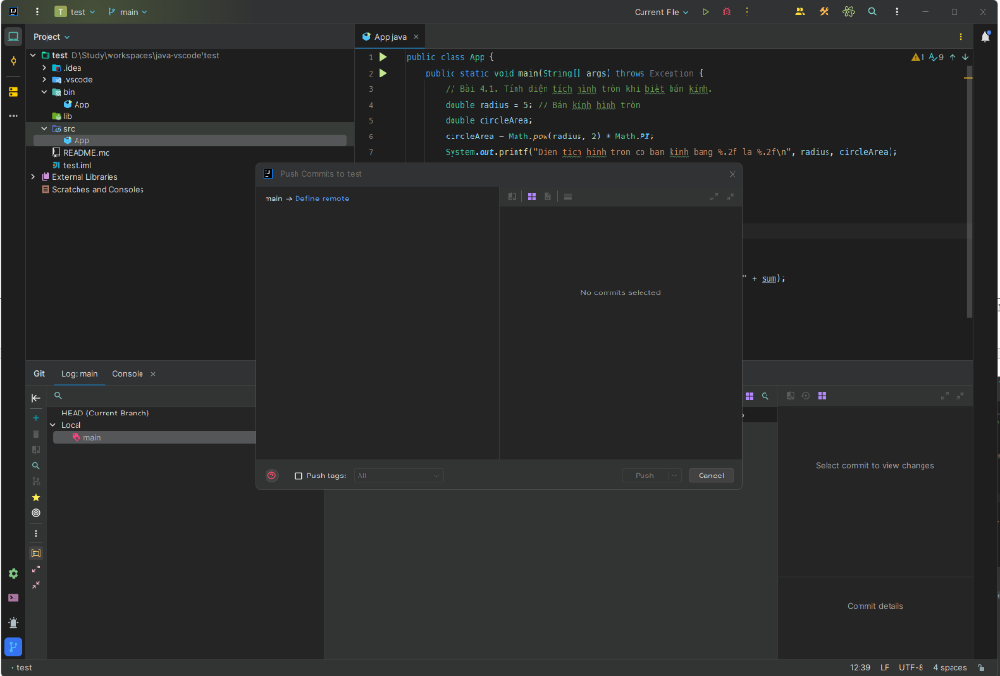 T test
main
Current File
Project
App.java
test D:\Study\workspaces\java-vscode\test
.idea
.vscode
bin
App
lib
src
App
README.md
test.iml
External Libraries
Scratches and Consoles
1 public class App {
2 public static void main(String[] args) throws Exception {
3 // Bài 4.1. Tính diện tích hình tròn khi biết bán kính.
4 double radius = 5; // Bán kính hình tròn
5 double circleArea;
6 circleArea = Math.pow(radius, 2) * Math.PI;
7 System.out.printf("Dien tich hinh tron co ban kinh bang %.2f la %.2f\n", radius, circleArea);
1 9
" + sum);
Push Commits to test
main → Define remote
No commits selected
Push tags:
All
Push
Cancel
Git
Log: main
Console
HEAD (Current Branch)
Local
main
Select commit to view changes
Commit details
test
12:39
LF
UTF-8
4 spaces